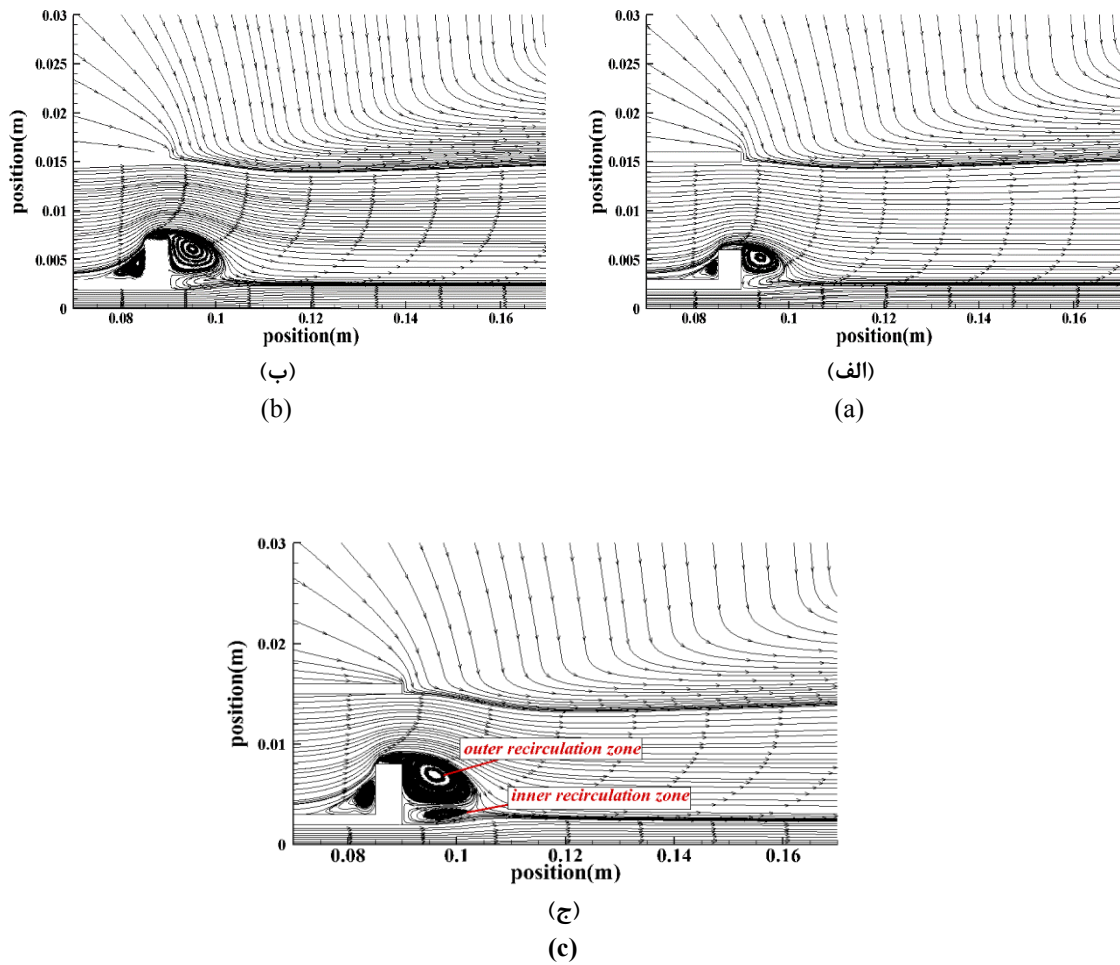 0.03
0.025
0.02
0.015
0.01
0.005
0
position(m)
0.08
0.1
0.12
0.14
0.16
position(m)
(ب)
(b)
0.03
0.025
0.02
0.015
0.01
0.005
0
position(m)
0.08
0.1
0.12
0.14
0.16
position(m)
(الف)
(a)
0.03
0.02
0.01
0
position(m)
outer recirculation zone
inner recirculation zone
0.08
0.1
0.12
0.14
0.16
position(m)
(ج)
(c)